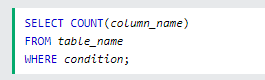 SELECT COUNT(column_name)
FROM table_name
WHERE condition;